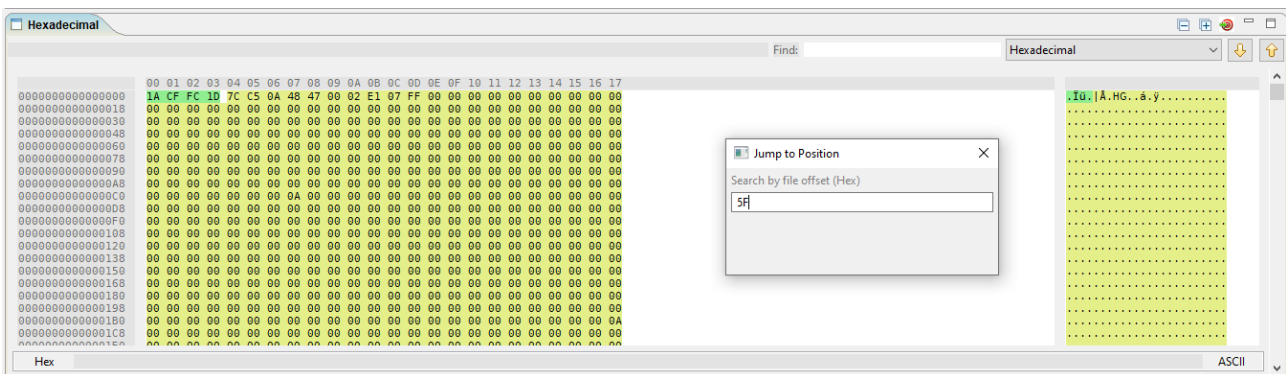 Hexadecimal
Find: Hexadecimal
00 01 02 03 04 05 06 07 08 09 0A 0B 0C 0D 0E 0F 10 11 12 13 14 15 16 17
0000000000000000 1A CF FC 1D 7C C5 0A 48 47 00 02 E1 07 FF 00 00 00 00 00 00 00 00 00 00 .Ïü.|Å.HG..á.ÿ..........
0000000000000018 00 00 00 00 00 00 00 00 00 00 00 00 00 00 00 00 00 00 00 00 00 00 00 00 ........................
0000000000000030 00 00 00 00 00 00 00 00 00 00 00 00 00 00 00 00 00 00 00 00 00 00 00 00 ........................
0000000000000048 00 00 00 00 00 00 00 00 00 00 00 00 00 00 00 00 00 00 00 00 00 00 00 00 ........................
0000000000000060 00 00 00 00 00 00 00 00 00 00 00 00 00 00 00 00 00 00 00 00 00 00 00 00 ........................
0000000000000078 00 00 00 00 00 00 00 00 00 00 00 00 00 00 00 00 00 00 00 00 00 00 00 00 ........................
0000000000000090 00 00 00 00 00 00 00 00 00 00 00 00 00 00 00 00 00 00 00 00 00 00 00 00 ........................
00000000000000A8 00 00 00 00 00 00 00 00 00 00 00 00 00 00 00 00 00 00 00 00 00 00 00 00 ........................
00000000000000C0 00 00 00 00 00 00 00 0A 00 00 00 00 00 00 00 00 00 00 00 00 00 00 00 00 ........................
00000000000000D8 00 00 00 00 00 00 00 00 00 00 00 00 00 00 00 00 00 00 00 00 00 00 00 00 ........................
00000000000000F0 00 00 00 00 00 00 00 00 00 00 00 00 00 00 00 00 00 00 00 00 00 00 00 00 ........................
0000000000000108 00 00 00 00 00 00 00 00 00 00 00 00 00 00 00 00 00 00 00 00 00 00 00 00 ........................
0000000000000120 00 00 00 00 00 00 00 00 00 00 00 00 00 00 00 00 00 00 00 00 00 00 00 00 ........................
0000000000000138 00 00 00 00 00 00 00 00 00 00 00 00 00 00 00 00 00 00 00 00 00 00 00 00 ........................
0000000000000150 00 00 00 00 00 00 00 00 00 00 00 00 00 00 00 00 00 00 00 00 00 00 00 00 ........................
0000000000000168 00 00 00 00 00 00 00 00 00 00 00 00 00 00 00 00 00 00 00 00 00 00 00 00 ........................
0000000000000180 00 00 00 00 00 00 00 00 00 00 00 00 00 00 00 00 00 00 00 00 00 00 00 00 ........................
0000000000000198 00 00 00 00 00 00 00 00 00 00 00 00 00 00 00 00 00 00 00 00 00 00 00 00 ........................
00000000000001B0 00 00 00 00 00 00 00 00 00 00 00 00 00 00 00 00 00 00 00 00 00 00 00 0A ........................
00000000000001C8 00 00 00 00 00 00 00 00 00 00 00 00 00 00 00 00 00 00 00 00 00 00 00 00 ........................
Jump to Position
Search by file offset (Hex)
5F
Hex ASCII